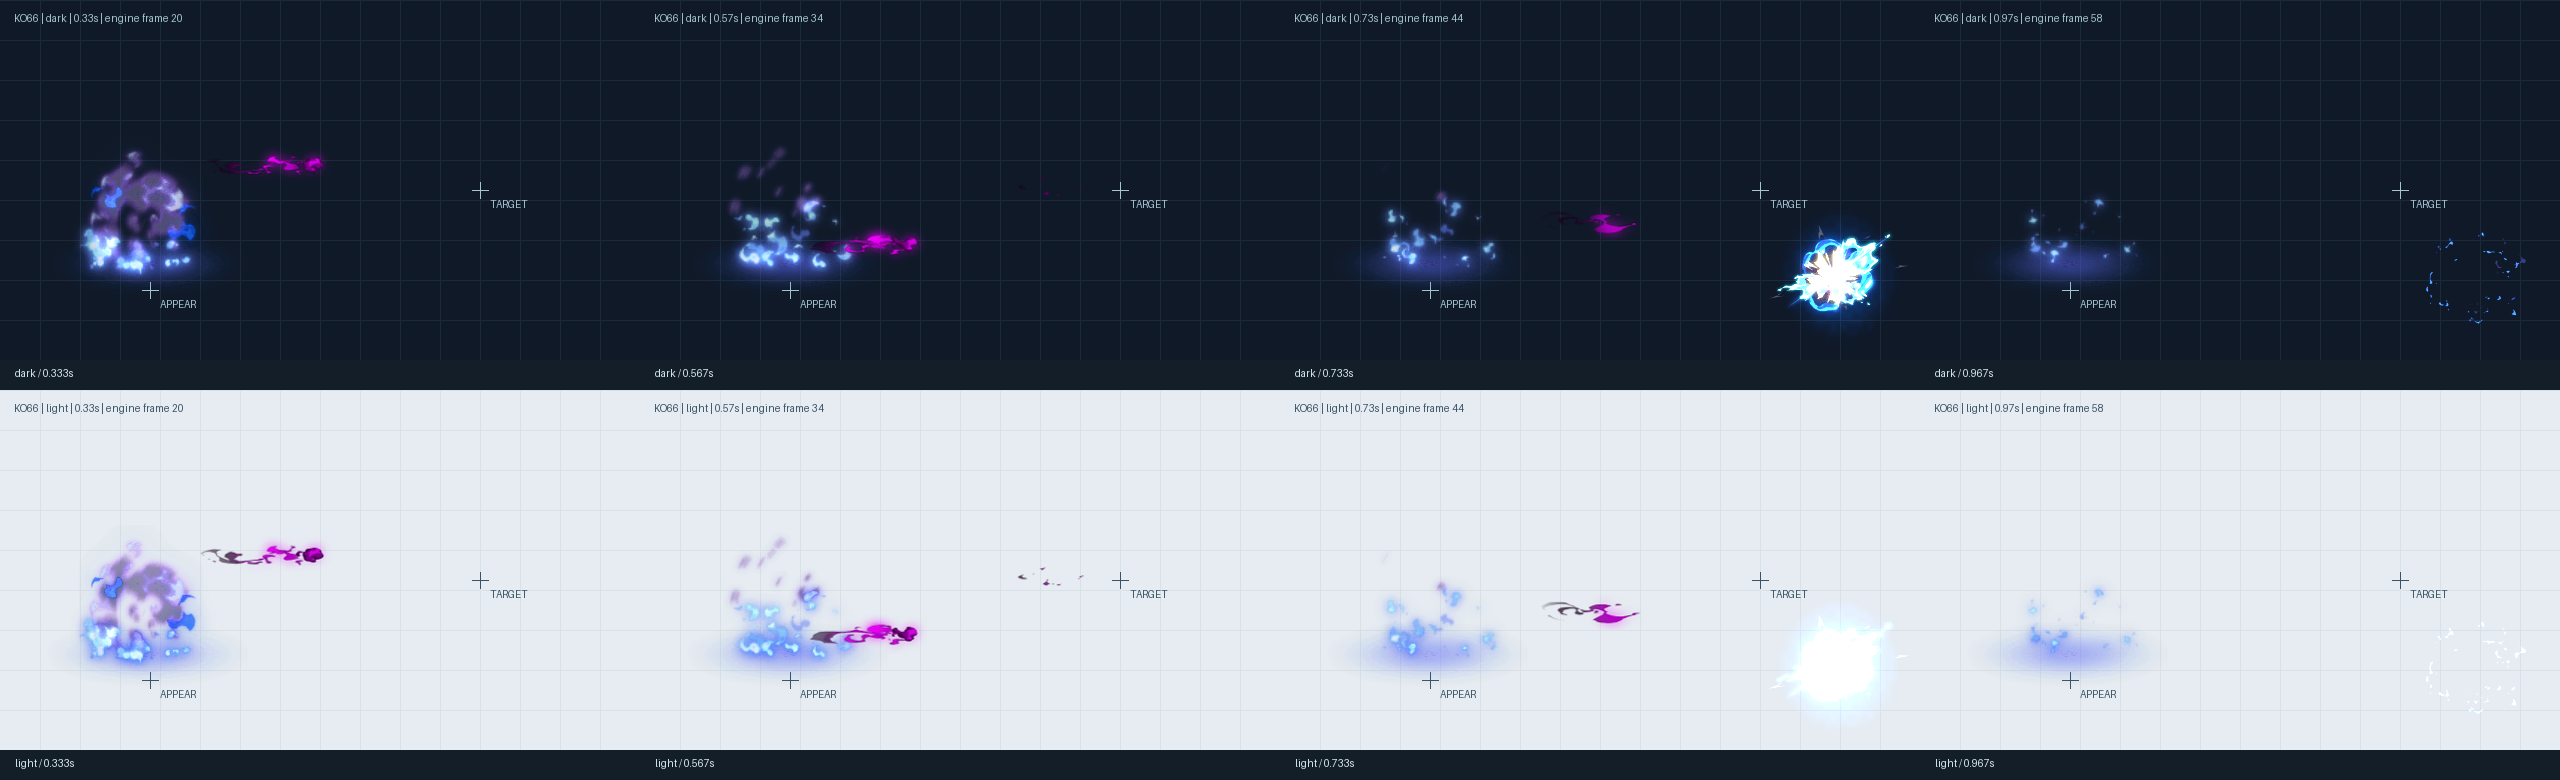 KO66 | dark | 0.33s | engine frame 20
KO66 | dark | 0.57s | engine frame 34
KO66 | dark | 0.73s | engine frame 44
KO66 | dark | 0.97s | engine frame 58
TARGET
TARGET
TARGET
TARGET
APPEAR
APPEAR
APPEAR
APPEAR
dark / 0.333s
dark / 0.567s
dark / 0.733s
dark / 0.967s
KO66 | light | 0.33s | engine frame 20
KO66 | light | 0.57s | engine frame 34
KO66 | light | 0.73s | engine frame 44
KO66 | light | 0.97s | engine frame 58
TARGET
TARGET
TARGET
TARGET
APPEAR
APPEAR
APPEAR
APPEAR
light / 0.333s
light / 0.567s
light / 0.733s
light / 0.967s